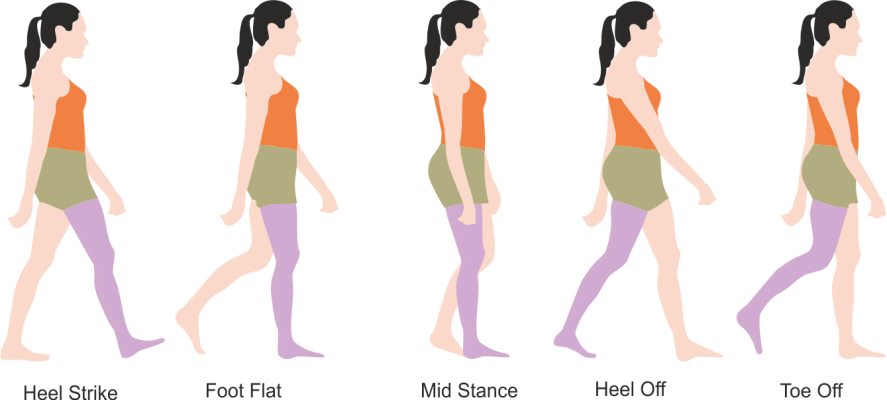 Heel Strike
Foot Flat
Mid Stance
Heel Off
Toe Off